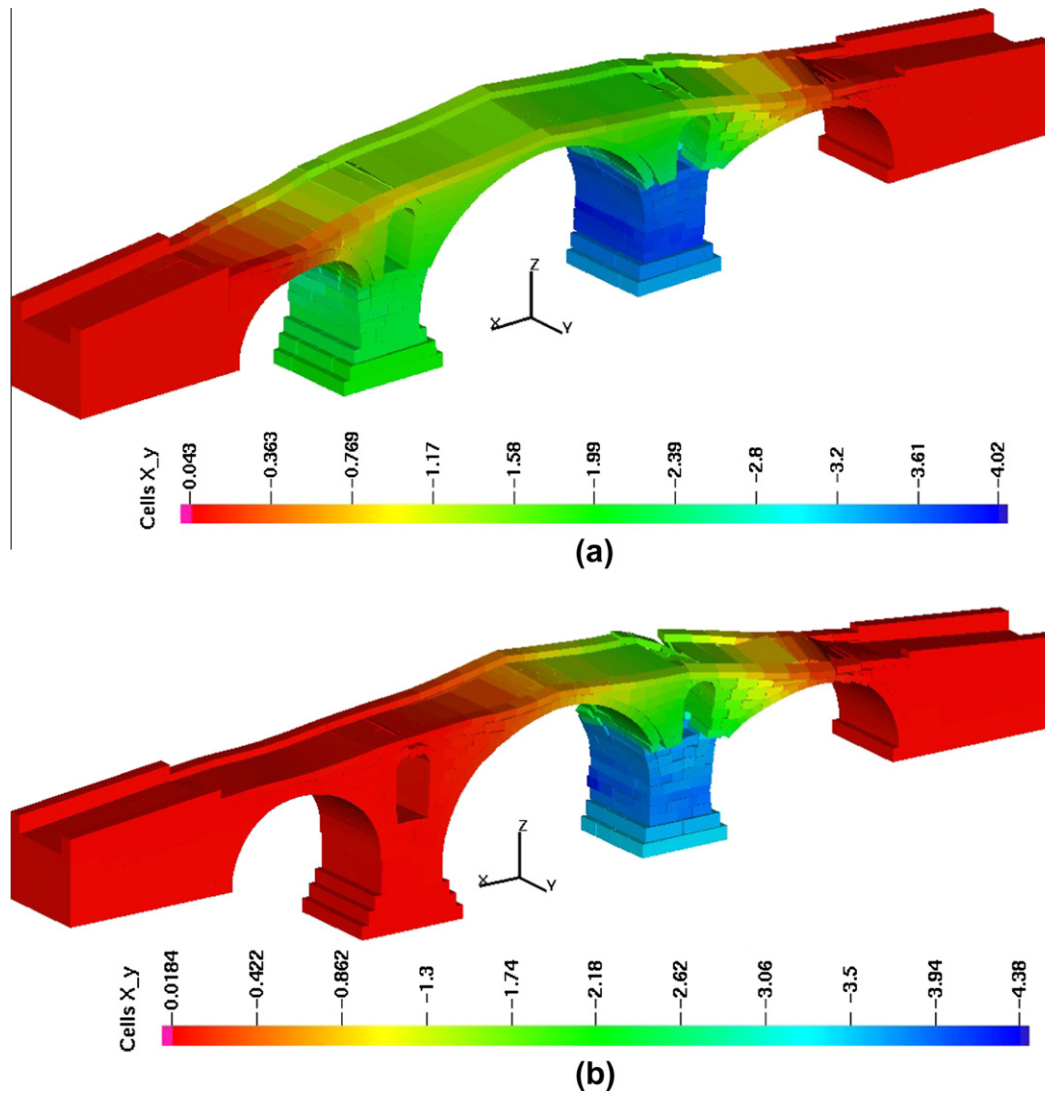 Z
X
Y
Cells X_y
0.043
-0.363
-0.769
-1.17
-1.58
-1.99
-2.39
-2.8
-3.2
-3.61
-4.02
(a)
Z
X
Y
Cells X_y
0.0184
-0.422
-0.862
-1.3
-1.74
-2.18
-2.62
-3.06
-3.5
-3.94
-4.38
(b)